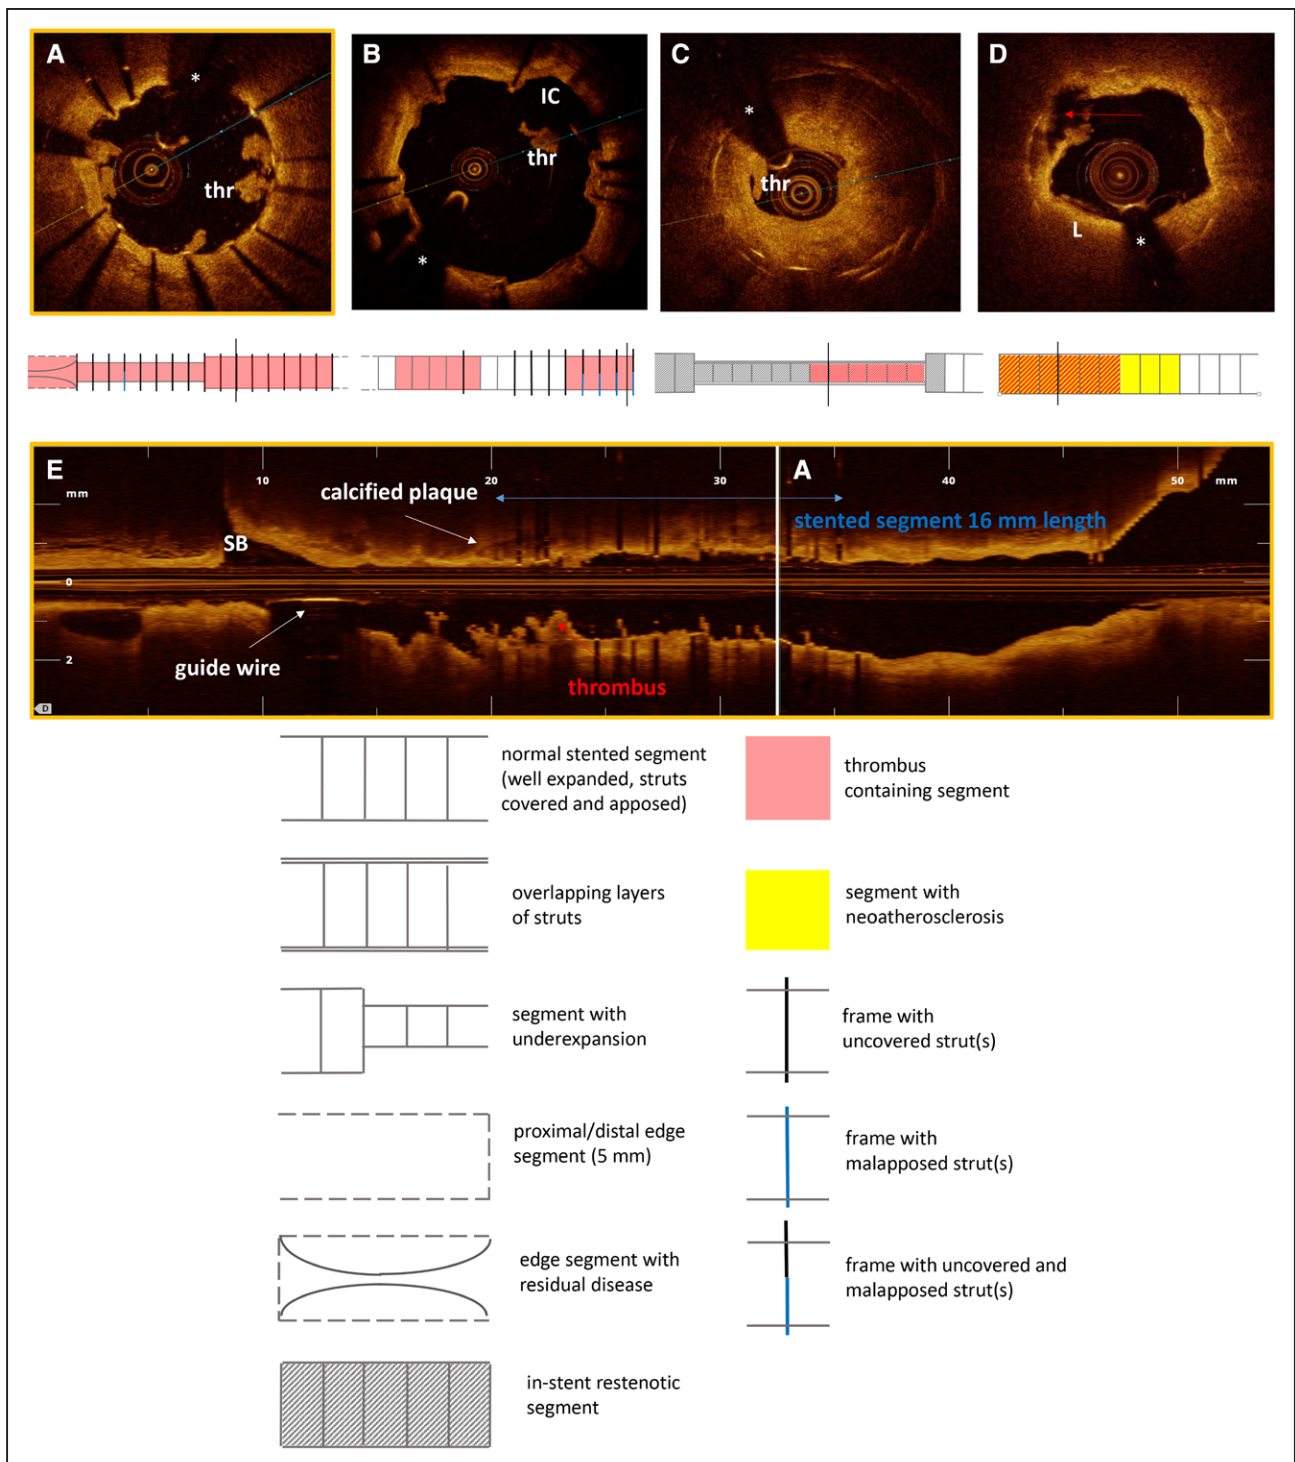 A
*
thr
B
IC
thr
*
C
*
thr
D
L
*
E
A
mm
10
20
30
40
50
mm
calcified plaque
stented segment 16 mm length
SB
0
guide wire
2
thrombus
D
normal stented segment
(well expanded, struts
covered and apposed)
thrombus
containing segment
overlapping layers
of struts
segment with
neoatherosclerosis
segment with
underexpansion
frame with
uncovered strut(s)
proximal/distal edge
segment (5 mm)
frame with
malapposed strut(s)
edge segment with
residual disease
frame with uncovered and
malapposed strut(s)
in-stent restenotic
segment